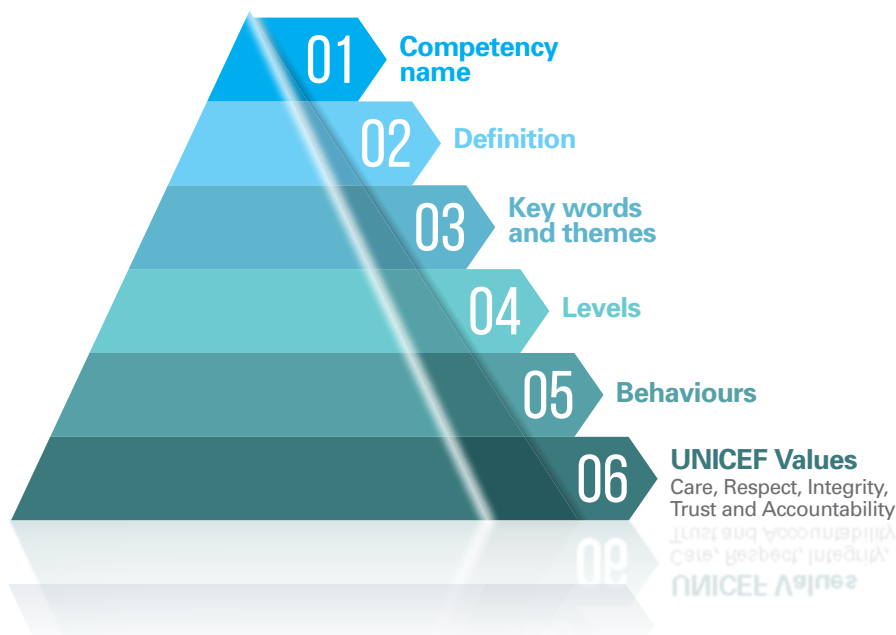 01
Competency
name
02
Definition
03
Key words
and themes
04
Levels
05
Behaviours
06
UNICEF Values
Care, Respect, Integrity,
Trust and Accountability